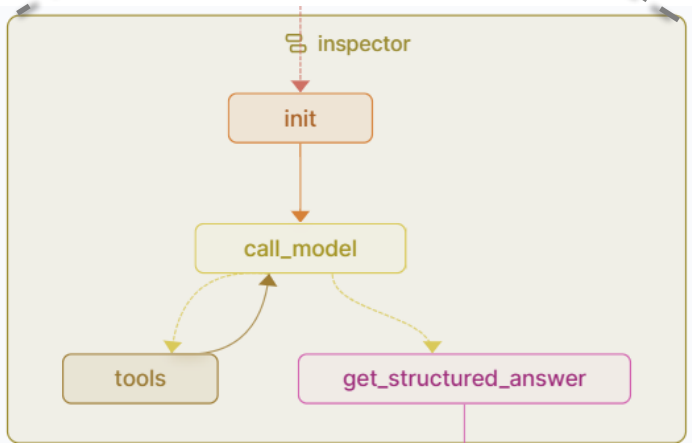 inspector
init
call_model
tools
get_structured_answer